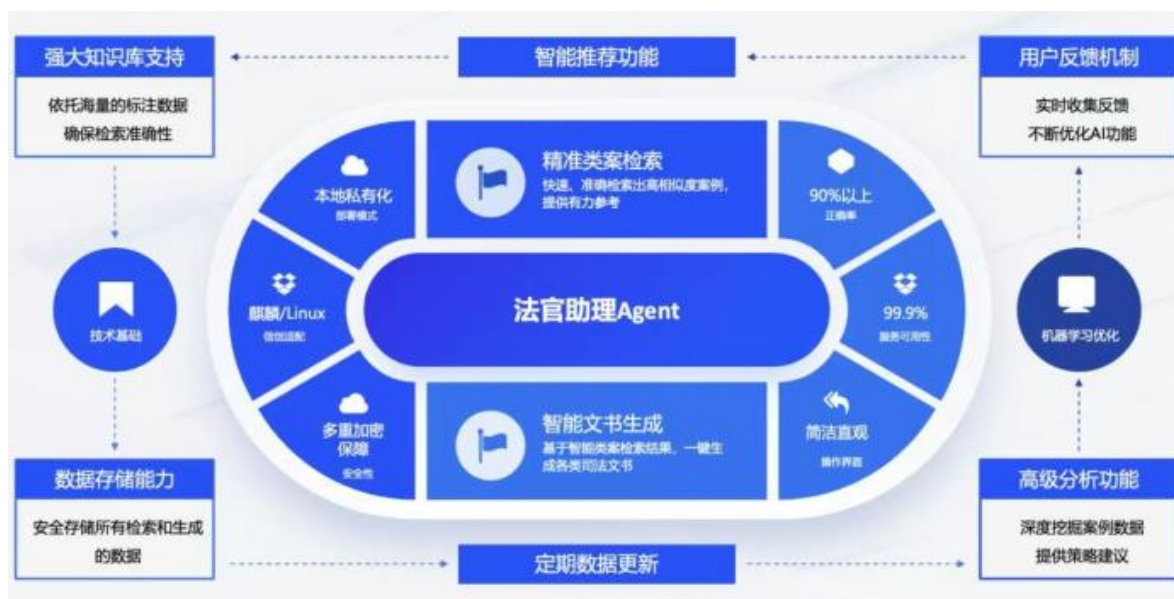 强大知识库支持
智能推荐功能
用户反馈机制
依托海量的标注数据
确保检索准确性
实时收集反馈
不断优化AI功能
本地私有化
部署模式
精准类案检索
快速、准确检索出高相似度案例，
提供有力参考
90%以上
正确率
麒麟/Linux
信创适配
法官助理Agent
99.9%
服务可用性
技术基础
机器学习优化
多重加密
保障
安全性
智能文书生成
基于智能类案检索结果，一键生
成各类司法文书
简洁直观
操作界面
数据存储能力
高级分析功能
安全存储所有检索和生成
的数据
定期数据更新
深度挖掘案例数据
提供策略建议